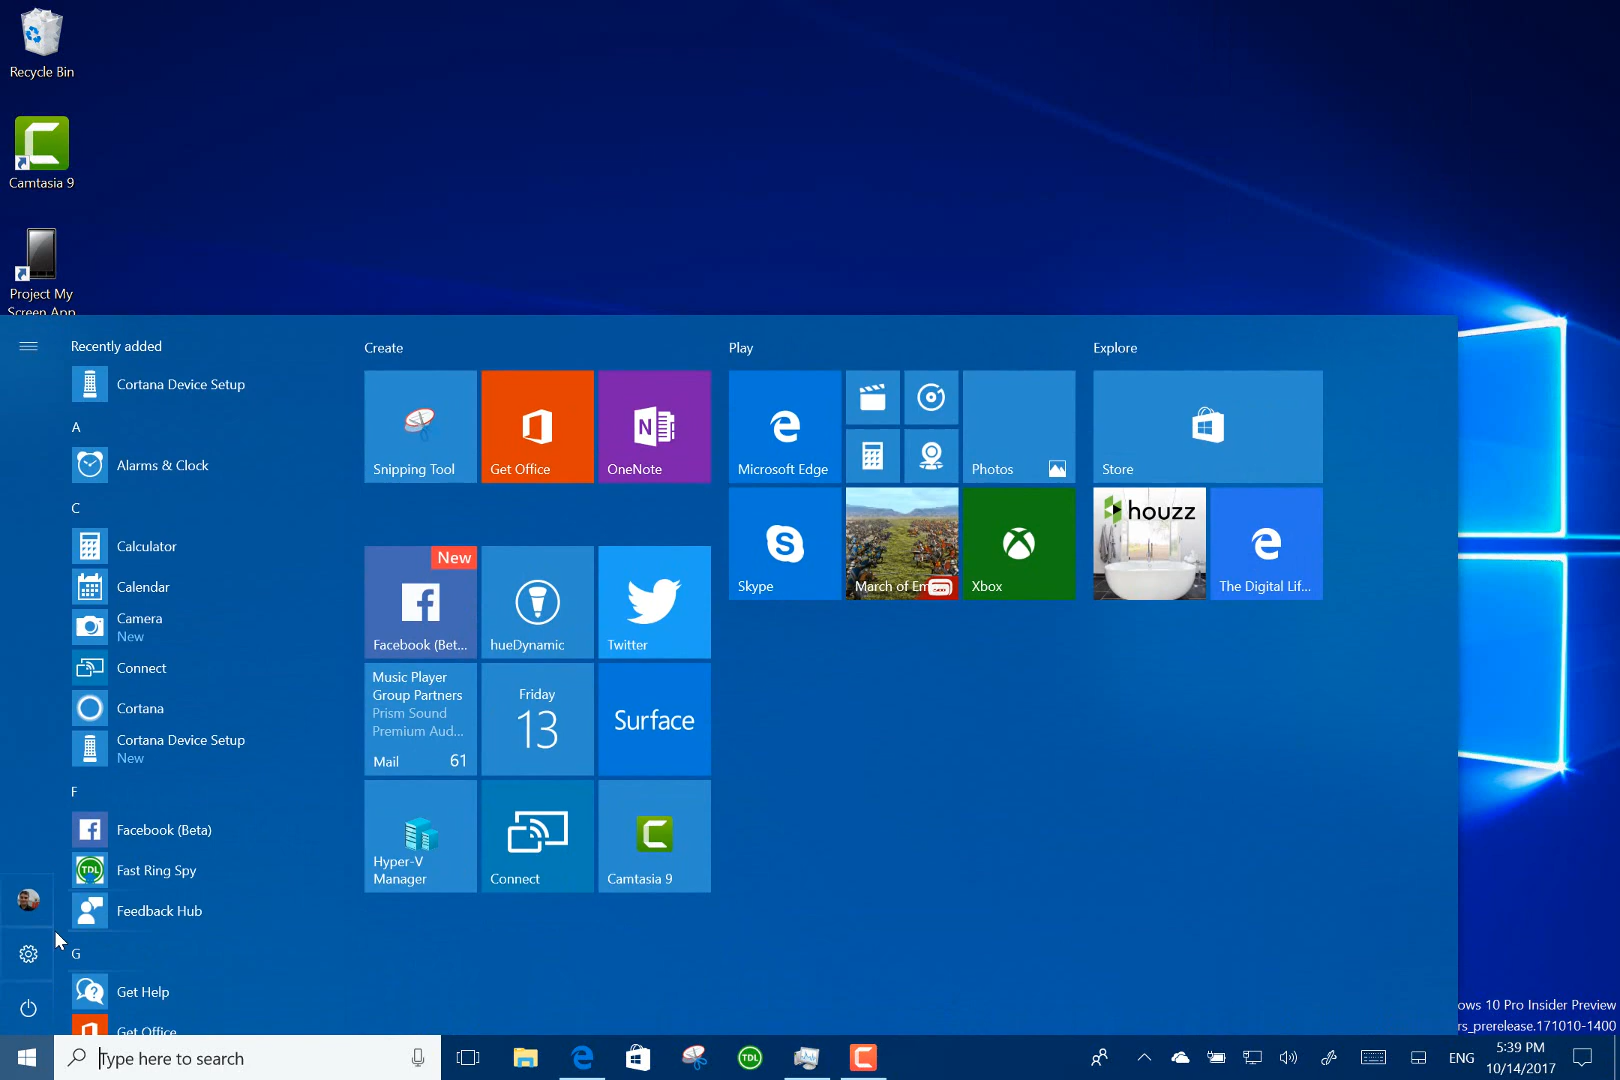 Recycle Bin
Camtasia 9
Project My
Screen App
Recently added
Cortana Device Setup
A
Alarms & Clock
C
Calculator
Calendar
Camera
New
Connect
Cortana
Cortana Device Setup
New
F
Facebook (Beta)
TDL
Fast Ring Spy
Feedback Hub
G
Get Help
Get Office
Create
Snipping Tool
Get Office
N
OneNote
New
Facebook (Bet...
hueDynamic
Twitter
Music Player
Group Partners
Prism Sound
Premium Aud...
Mail 61
Friday
13
Surface
Hyper-V
Manager
Connect
Camtasia 9
Play
Microsoft Edge
Photos
Skype
March of Em
Xbox
Explore
Store
houzz
The Digital Lif...
ows 10 Pro Insider Preview
rs_prerelease.171010-1400
Type here to search
TDL
ENG
5:39 PM
10/14/2017